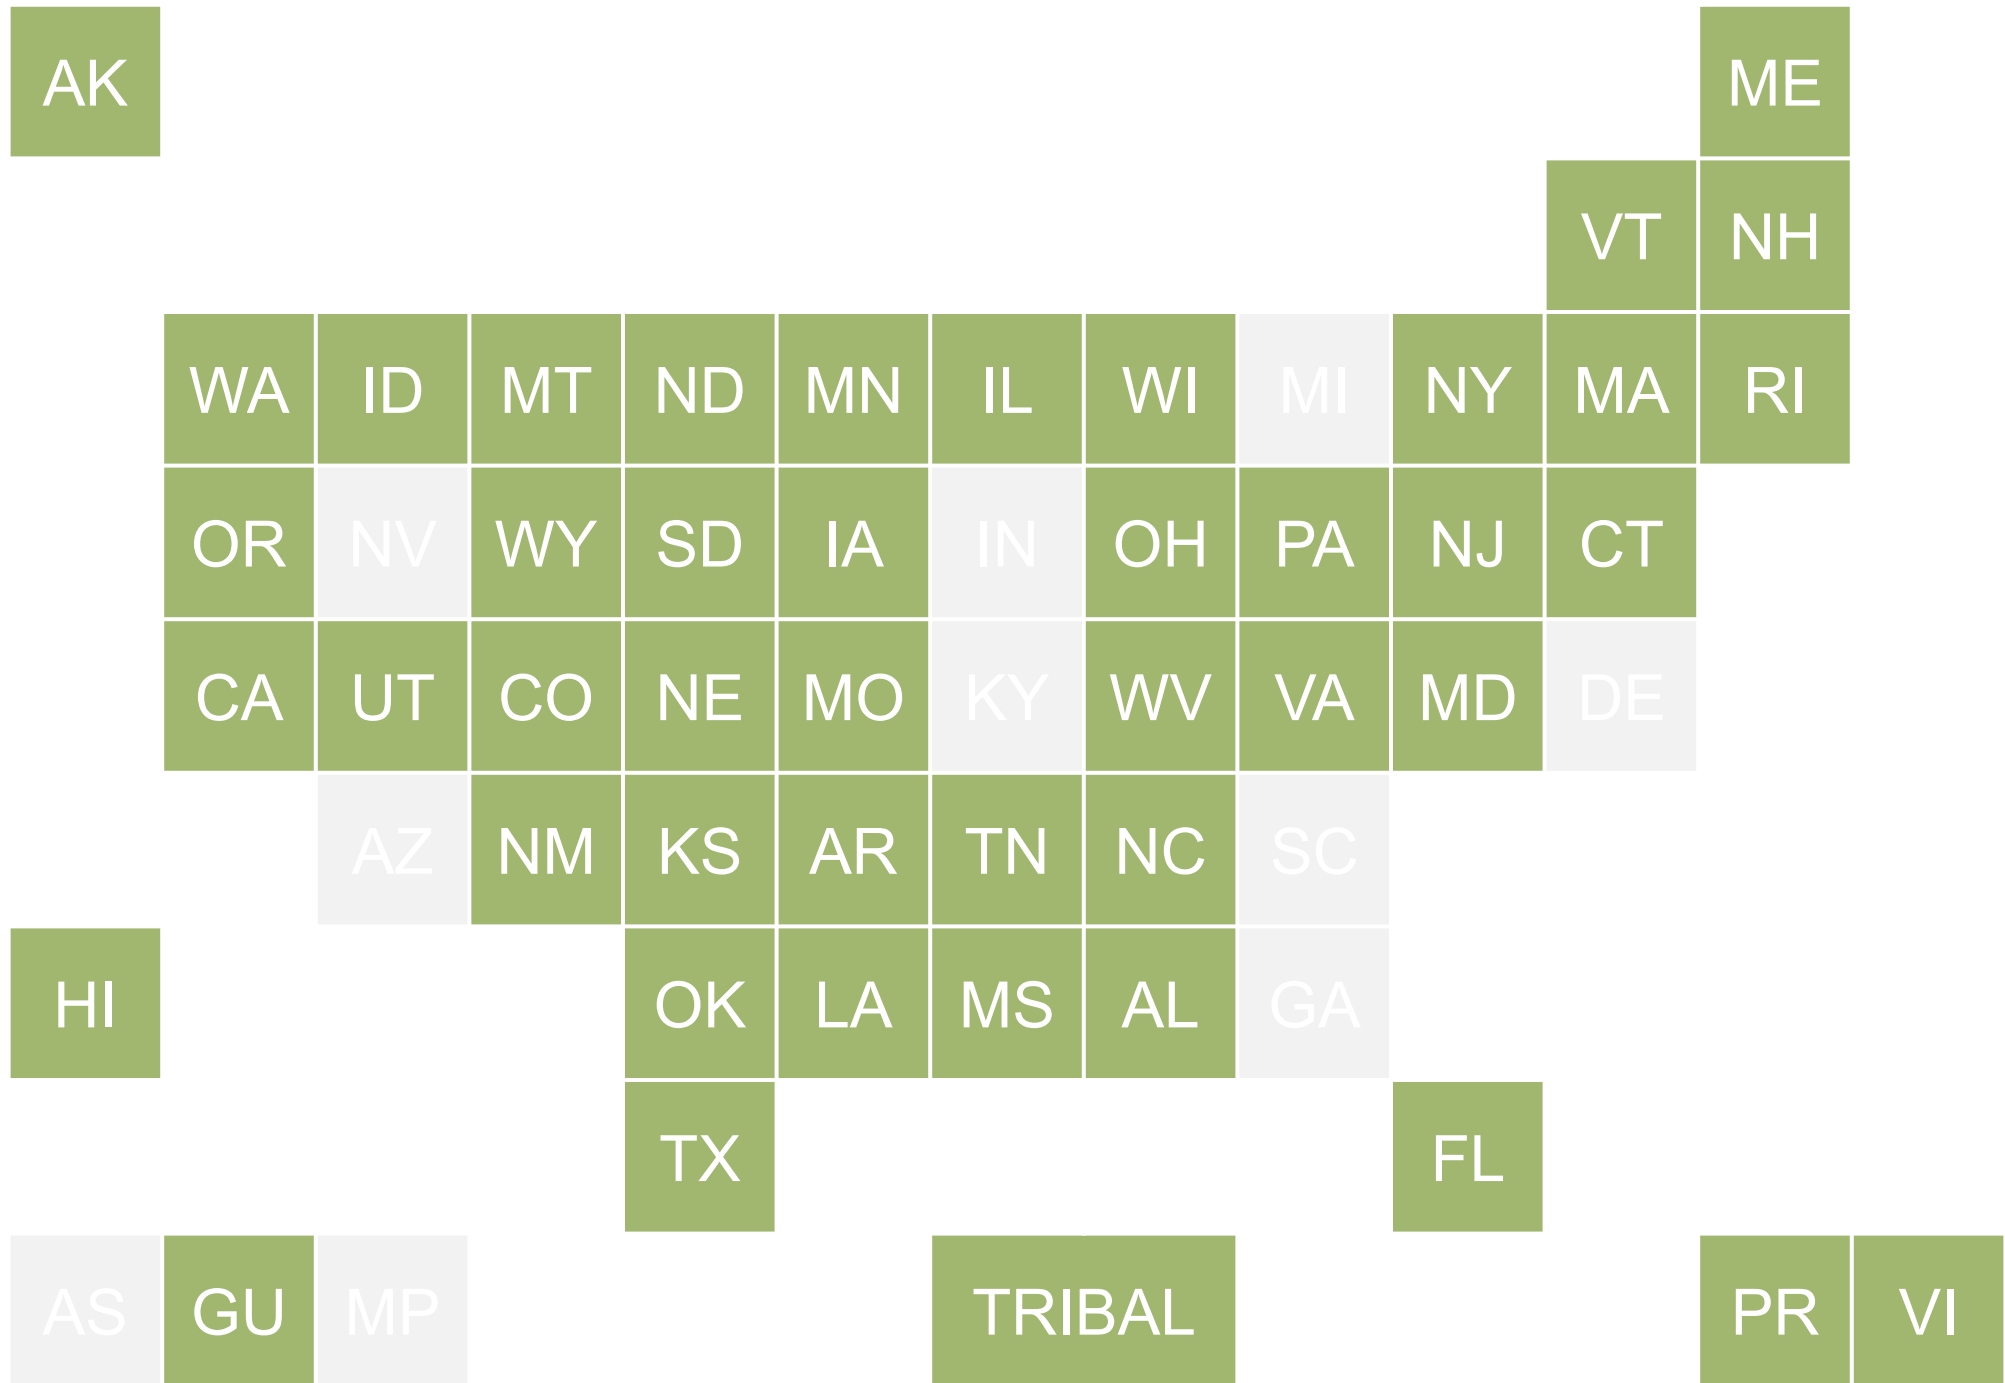 AK ME
VT NH
WA ID MT ND MN IL WI MI NY MA RI
OR NV WY SD IA IN OH PA NJ CT
CA UT CO NE MO KY WV VA MD DE
AZ NM KS AR TN NC SC
HI OK LA MS AL GA
TX FL
AS GU MP TRIBAL PR VI